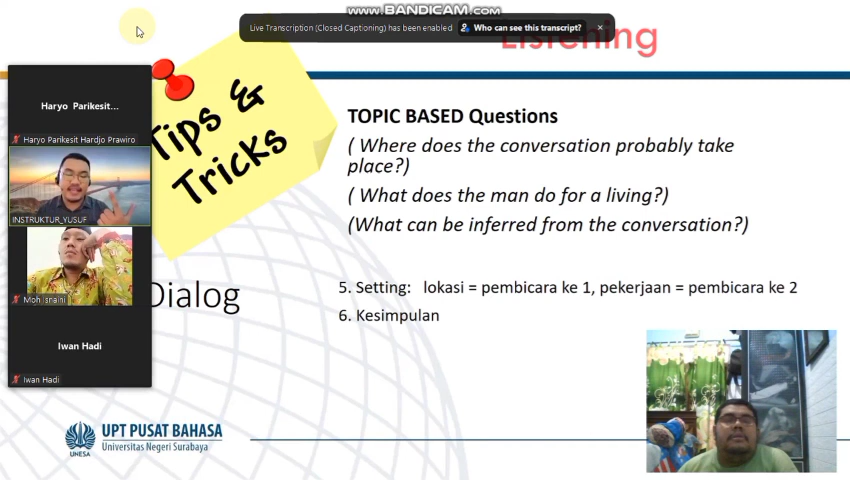 www.BANDICAM.com
Live Transcription (Closed Captioning) has been enabled
Who can see this transcript?
Listening
Haryo Parikesit...
Haryo Parikesit Hardjo Prawiro
INSTRUKTUR_YUSUF
Moh isnaini
Iwan Hadi
Iwan Hadi
Tips &
Tricks
TOPIC BASED Questions
( Where does the conversation probably take
place?)
( What does the man do for a living?)
(What can be inferred from the conversation?)
Dialog
5. Setting: lokasi = pembicara ke 1, pekerjaan = pembicara ke 2
6. Kesimpulan
UNESA
UPT PUSAT BAHASA
Universitas Negeri Surabaya